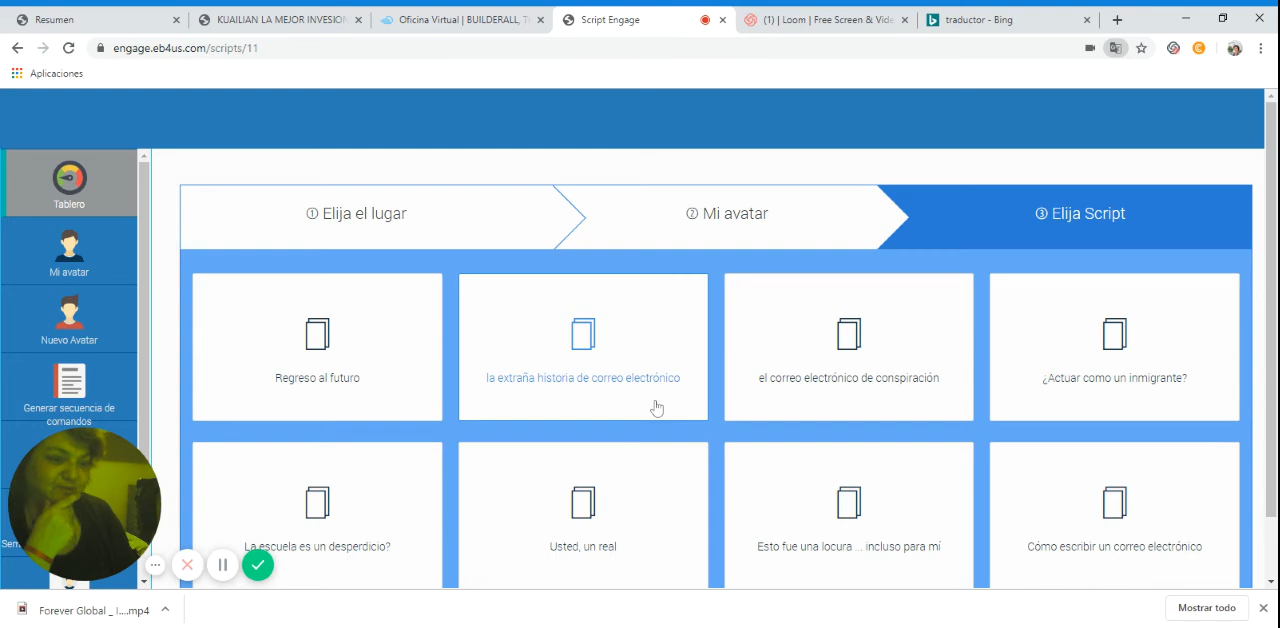 Resumen
KUAILIAN LA MEJOR INVESION
Oficina Virtual | BUILDERALL, T
Script Engage
(1) | Loom | Free Screen & Vide
traductor - Bing
engage.eb4us.com/scripts/11
Aplicaciones
Tablero
Mi avatar
Nuevo Avatar
Generar secuencia de
comandos
Sem
① Elija el lugar
② Mi avatar
③ Elija Script
Regreso al futuro
la extraña historia de correo electrónico
el correo electrónico de conspiración
¿Actuar como un inmigrante?
La escuela es un desperdicio?
Usted, un real
Esto fue una locura ... incluso para mí
Cómo escribir un correo electrónico
Forever Global _ I....mp4
Mostrar todo